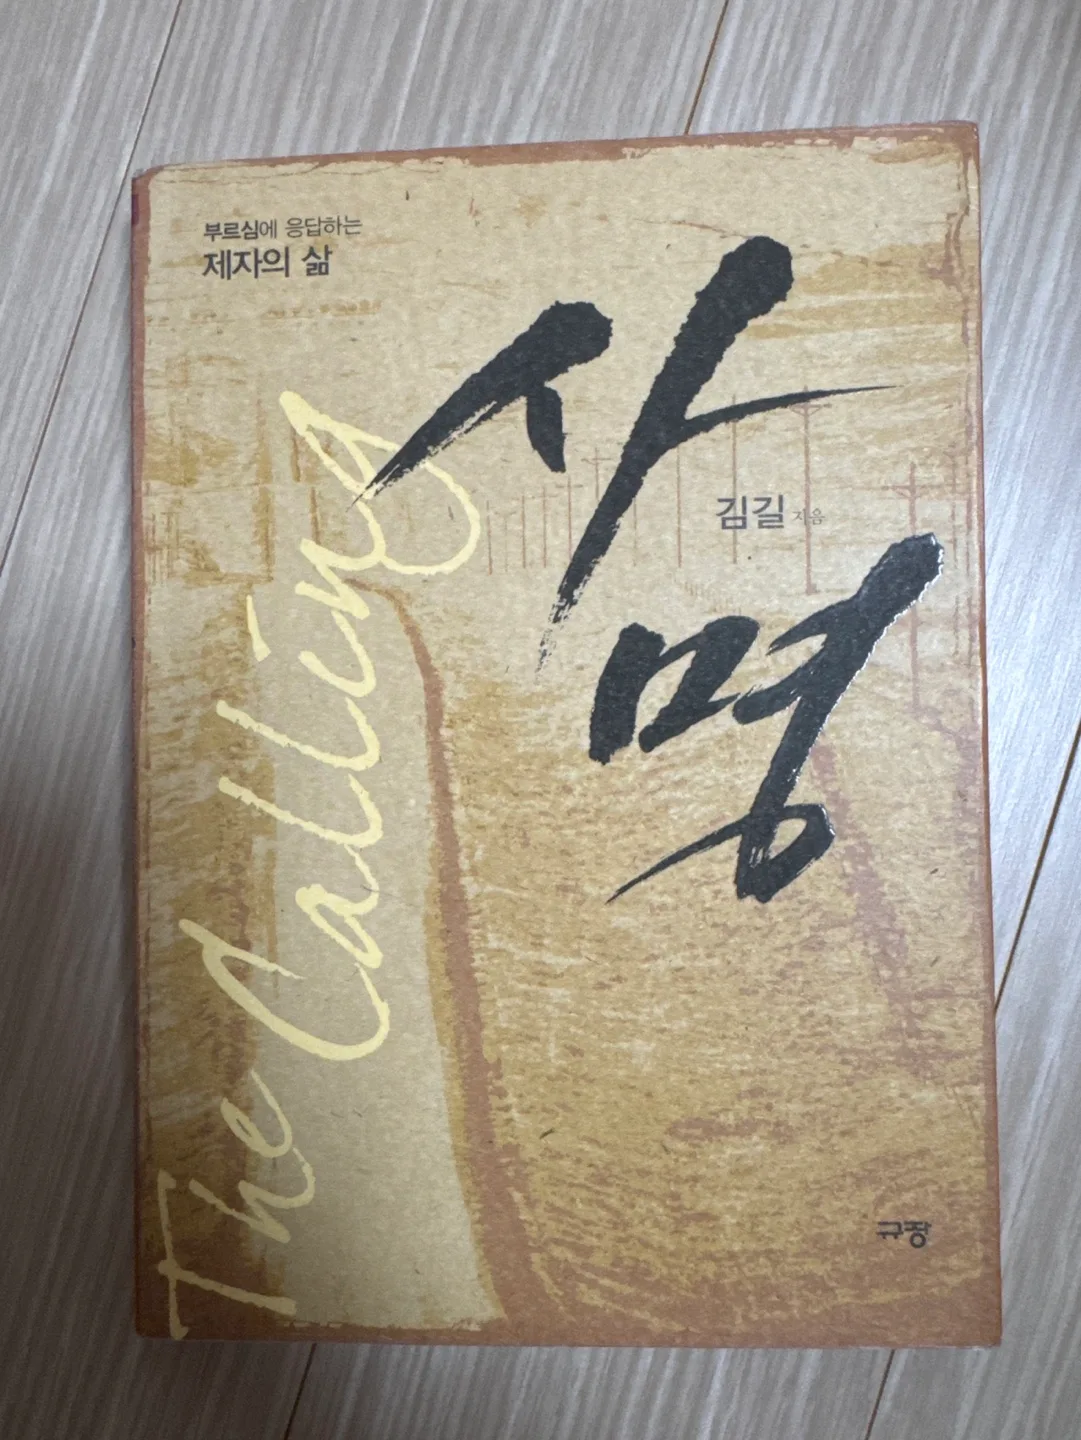 부르심에 응답하는
제자의 삶
사명
김길 지음
The Calling
규장